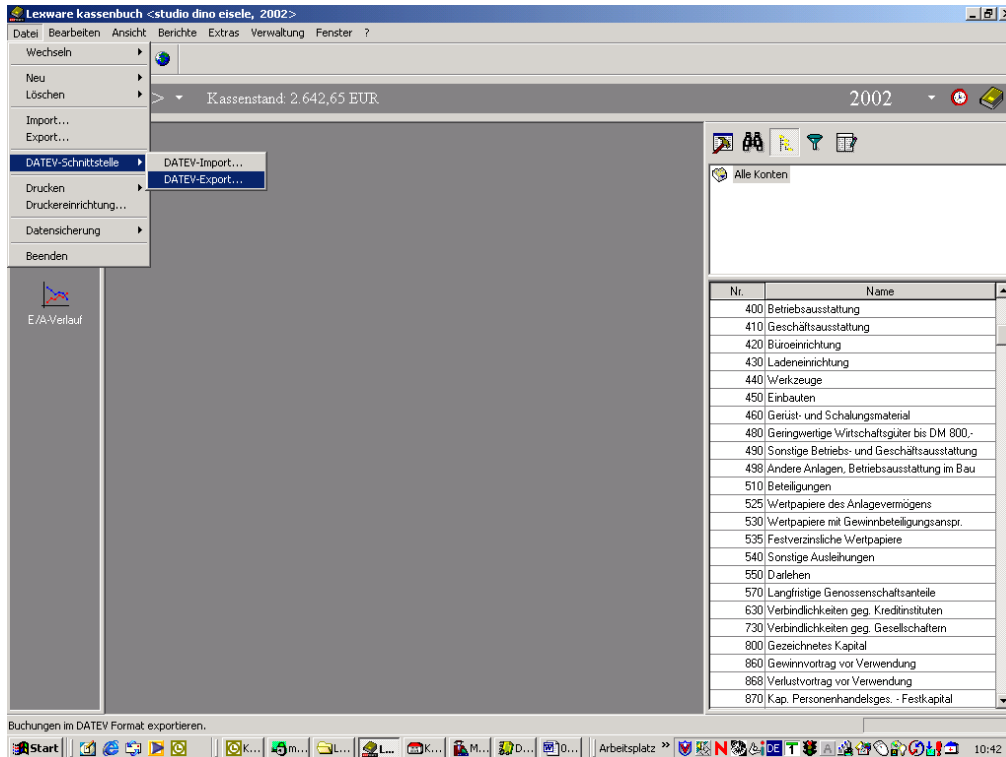 Lexware kassenbuch <studio dino eisele, 2002>
Datei Bearbeiten Ansicht Berichte Extras Verwaltung Fenster ?
Wechseln
Neu
Löschen
Kassenstand: 2.642,65 EUR
2002
Import...
Export...
DATEV-Schnittstelle
DATEV-Import...
DATEV-Export...
Drucken
Druckereinrichtung...
Datensicherung
Beenden
E/A-Verlauf
Alle Konten
Nr. Name
400 Betriebsausstattung
410 Geschäftsausstattung
420 Büroeinrichtung
430 Ladeneinrichtung
440 Werkzeuge
450 Einbauten
460 Gerüst- und Schalungsmaterial
480 Geringwertige Wirtschaftsgüter bis DM 800,-
490 Sonstige Betriebs- und Geschäftsausstattung
498 Andere Anlagen, Betriebsausstattung im Bau
510 Beteiligungen
525 Wertpapiere des Anlagevermögens
530 Wertpapiere mit Gewinnbeteiligungsanspr.
535 Festverzinsliche Wertpapiere
540 Sonstige Ausleihungen
550 Darlehen
570 Langfristige Genossenschaftsanteile
630 Verbindlichkeiten geg. Kreditinstituten
730 Verbindlichkeiten geg. Gesellschaftern
800 Gezeichnetes Kapital
860 Gewinnvortrag vor Verwendung
868 Verlustvortrag vor Verwendung
870 Kap. Personenhandelsges. - Festkapital
Buchungen im DATEV Format exportieren.
Start K... m... L... L... K... M... D... 0... Arbeitsplatz » DE 10:42